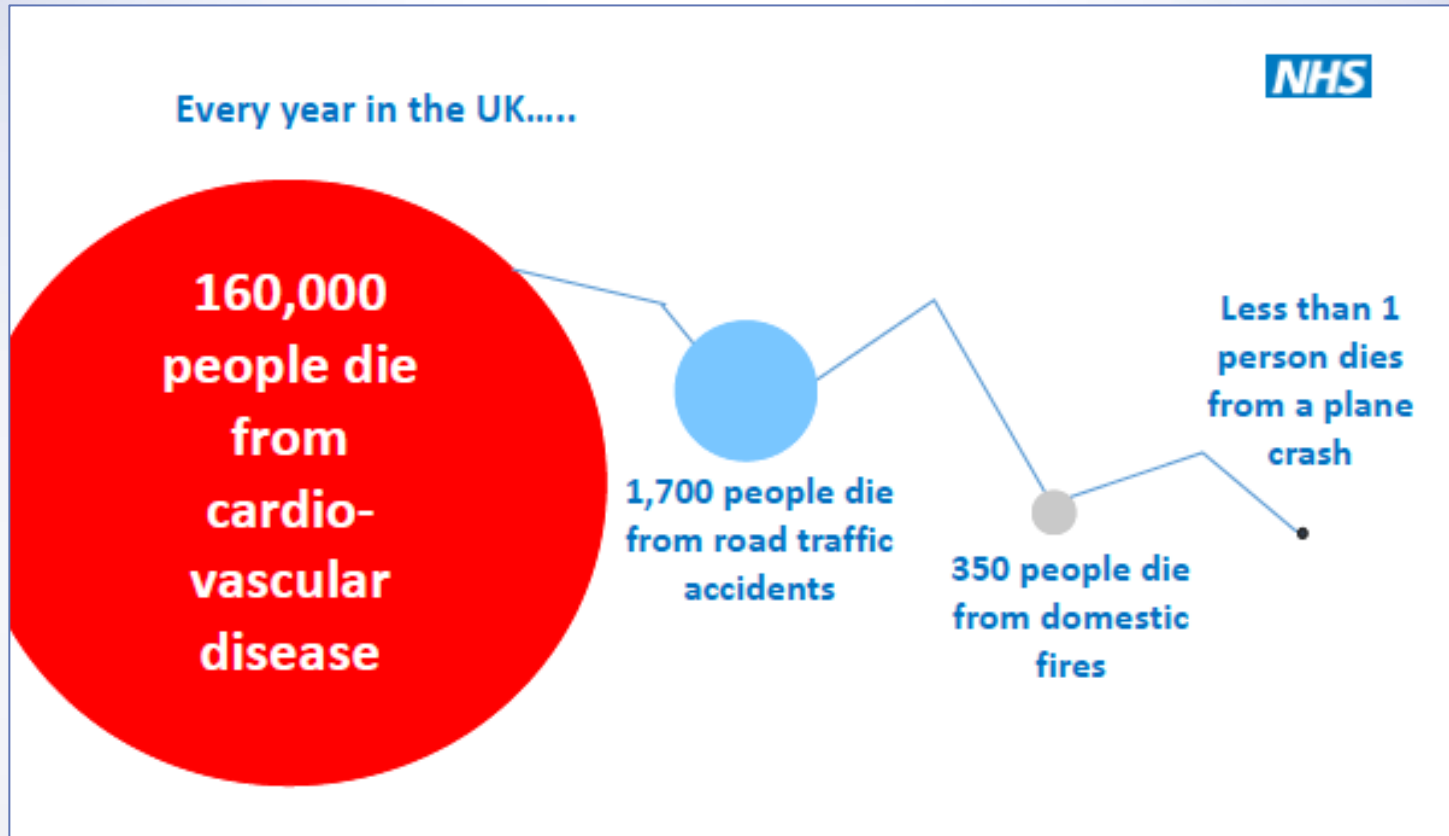 NHS
Every year in the UK.....
160,000
people die
from
cardio-
vascular
disease
1,700 people die
from road traffic
accidents
350 people die
from domestic
fires
Less than 1
person dies
from a plane
crash